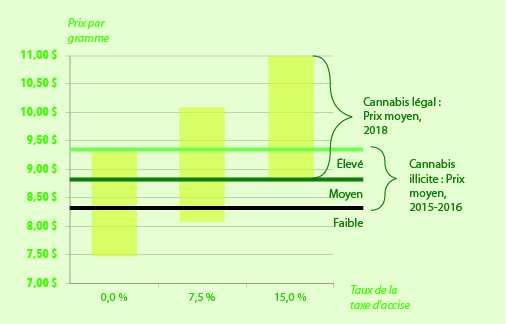 Prix par
gramme
11,00 $
10,50 $
10,00 $
9,50 $
9,00 $
8,50 $
8,00 $
7,50 $
7,00 $
0,0 %
7,5 %
15,0 %
Taux de la
taxe d'accise
Élevé
Moyen
Faible
Cannabis légal :
Prix moyen,
2018
Cannabis
illicite : Prix
moyen,
2015-2016